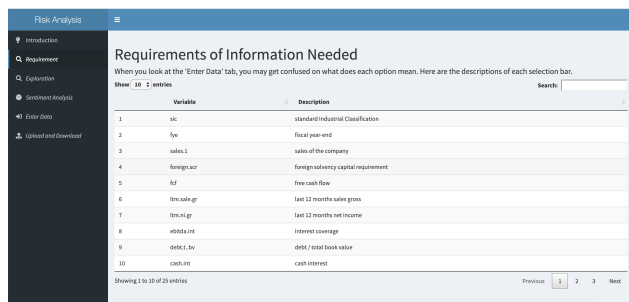 Risk Analysis
Introduction
Requirement
Exploration
Sentiment Analysis
Enter Data
Upload and Download
Requirements of Information Needed
When you look at the 'Enter Data' tab, you may get confused on what does each option mean. Here are the descriptions of each selection bar.
Show 10 entries Search:
Variable Description
1 sic standard Industrial Classification
2 fye fiscal year-end
3 sales.1 sales of the company
4 foreign.scr foreign solvency capital requirement
5 fcf free cash flow
6 ltm.sale.gr last 12 months sales gross
7 ltm.ni.gr last 12 months net income
8 ebitda.int interest coverage
9 debt.t..bv debt / total book value
10 cash.int cash interest
Showing 1 to 10 of 25 entries Previous 1 2 3 Next